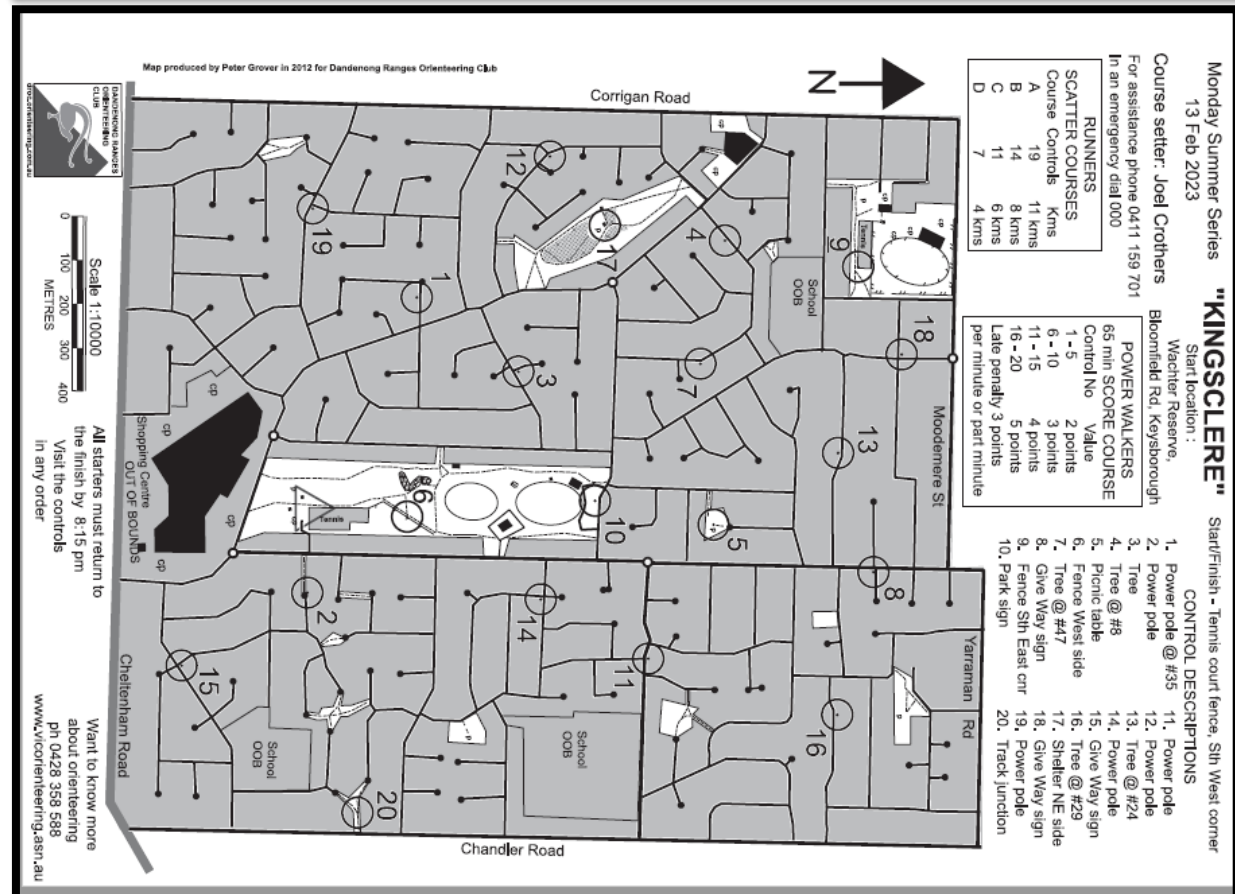 Monday Summer Series
13 Feb 2023
"KINGSCLERE"
Course setter: Joel Crothers
For assistance phone 0411 159 701
In an emergency dial 000
Start location :
Wachter Reserve,
Bloomfield Rd, Keysborough
Start/Finish - Tennis court fence, Sth West corner
RUNNERS
SCATTER COURSES
Course Controls Kms
A 19 11 kms
B 14 8 kms
C 11 6 kms
D 7 4 kms
POWER WALKERS
65 min SCORE COURSE
Control No Value
1 - 5 2 points
6 - 10 3 points
11 - 15 4 points
16 - 20 5 points
Late penalty 3 points
per minute or part minute
CONTROL DESCRIPTIONS
1. Power pole @ #35
2. Power pole
3. Tree
4. Tree @ #8
5. Picnic table
6. Fence West side
7. Tree @ #47
8. Give Way sign
9. Fence Sth East cnr
10. Park sign
11. Power pole
12. Power pole
13. Tree @ #24
14. Power pole
15. Give Way sign
16. Tree @ #29
17. Shelter NE side
18. Give Way sign
19. Power pole
20. Track junction
N
Map produced by Peter Grover in 2012 for Dandenong Ranges Orienteering Club
Corrigan Road
Moodemere St
Yarraman Rd
Chandler Road
Cheltenham Road
School
OOB
School
OOB
School
OOB
Tennis
Tennis
cp
cp
cp
cp
cp
cp
cp
cp
cp
p
p
p
p
p
1
2
3
4
5
6
7
8
9
10
11
12
13
14
15
16
17
18
19
20
Shopping Centre
OUT OF BOUNDS
DANDENONG RANGES
ORIENTEERING
CLUB
droc.orienteering.com.au
Scale 1:10000
0 100 200 300 400
METRES
All starters must return to
the finish by 8:15 pm
Visit the controls
in any order
Want to know more
about orienteering
ph 0428 358 588
www.vicorienteering.asn.au